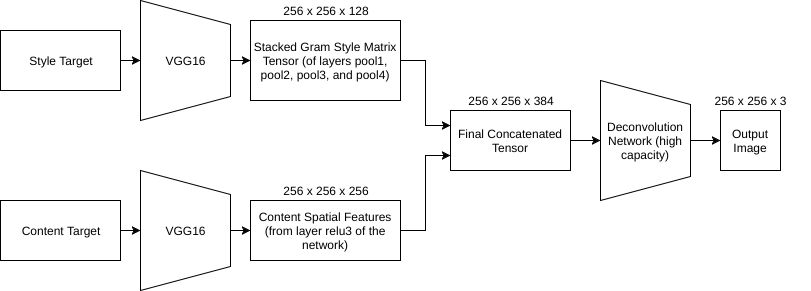 256 x 256 x 128
Style Target
VGG16
Stacked Gram Style Matrix
Tensor (of layers pool1,
pool2, pool3, and pool4)
256 x 256 x 384
Final Concatenated
Tensor
Deconvolution
Network (high
capacity)
256 x 256 x 3
Output
Image
256 x 256 x 256
Content Target
VGG16
Content Spatial Features
(from layer relu3 of the
network)